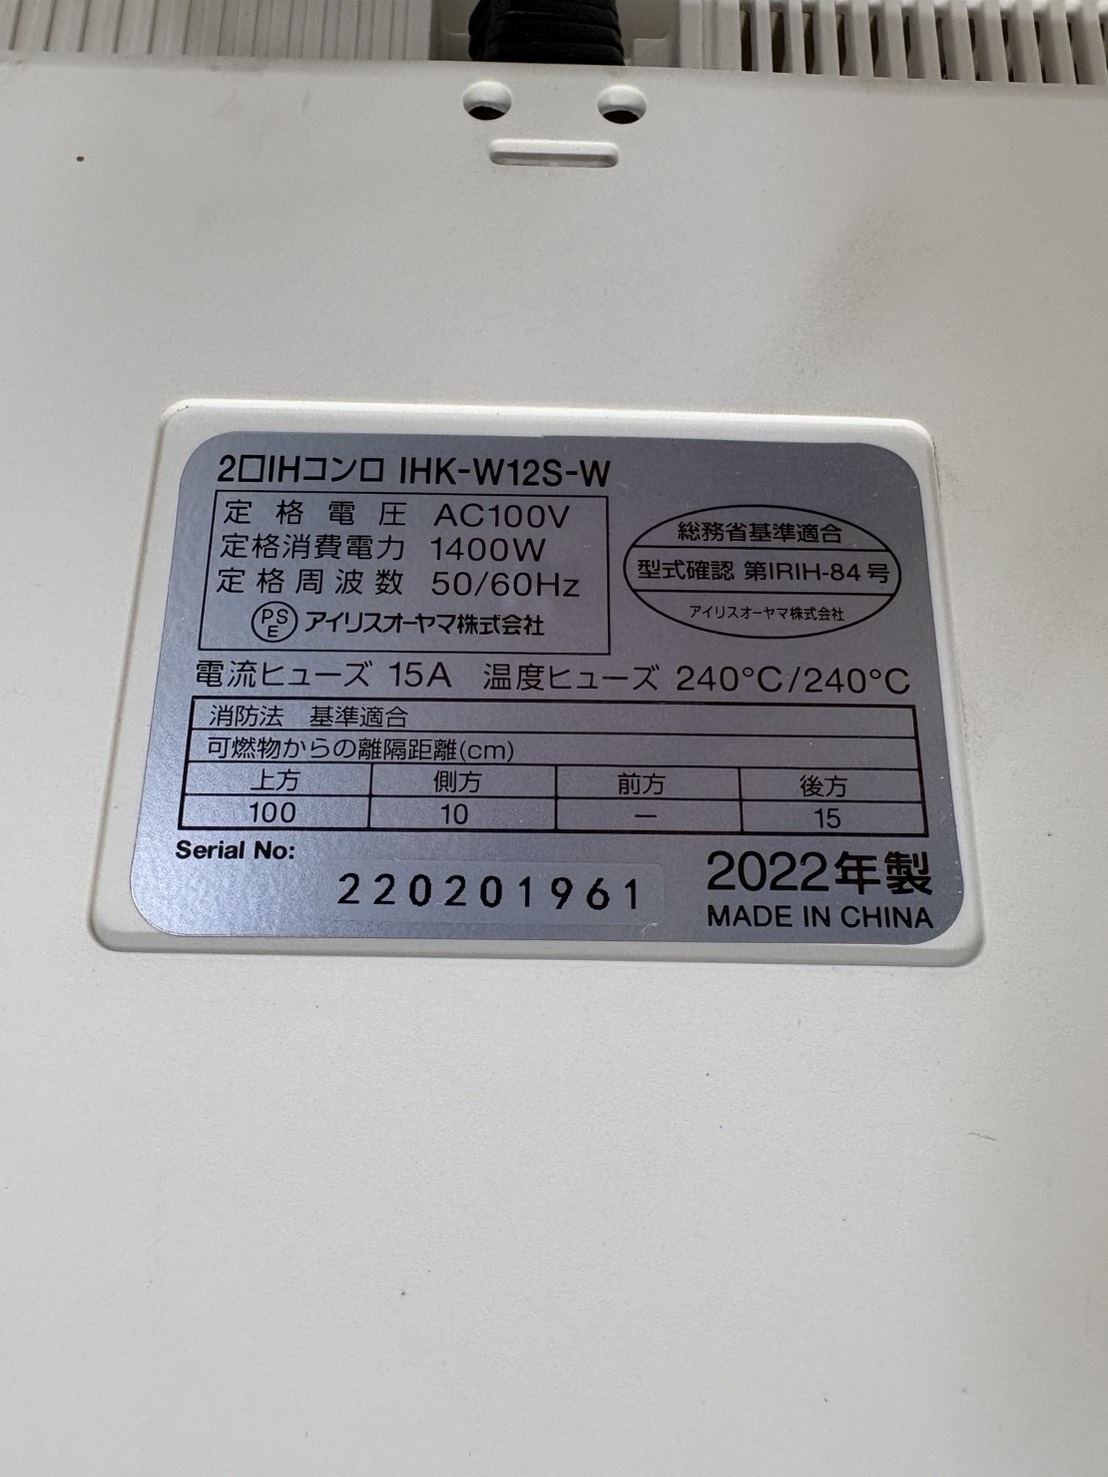 2口IHコンロ IHK-W12S-W
定格電圧 AC100V
定格消費電力 1400W
定格周波数 50/60Hz
PSE アイリスオーヤマ株式会社
総務省基準適合
型式確認 第IRIH-84号
アイリスオーヤマ株式会社
電流ヒューズ 15A 温度ヒューズ 240°C/240°C
消防法 基準適合
可燃物からの離隔距離(cm)
上方 側方 前方 後方
100 10 — 15
Serial No:
220201961
2022年製
MADE IN CHINA